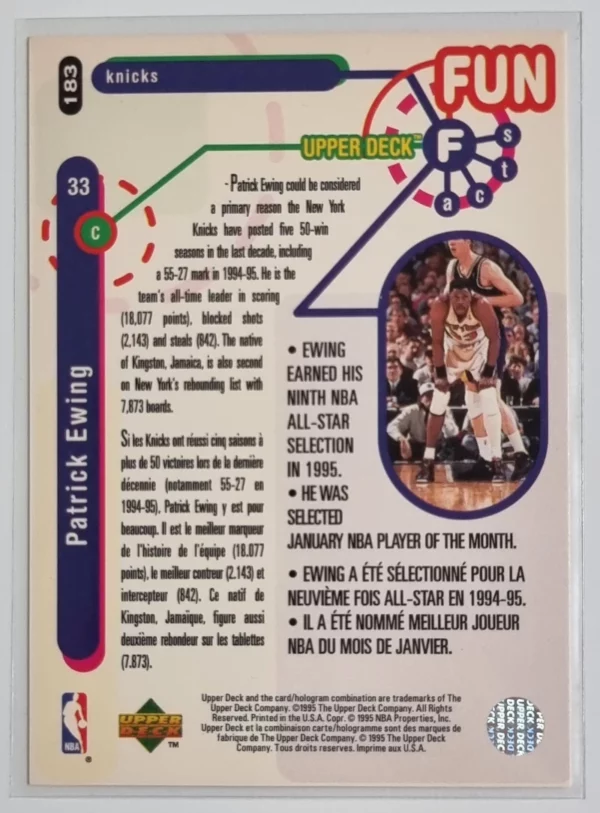 183
knicks
FUN
UPPER DECK™
F
a
c
t
s
33
C
Patrick Ewing
- Patrick Ewing could be considered
a primary reason the New York
Knicks have posted five 50-win
seasons in the last decade, including
a 55-27 mark in 1994-95. He is the
team's all-time leader in scoring
(18,077 points), blocked shots
(2,143) and steals (842). The native
of Kingston, Jamaica, is also second
on New York's rebounding list with
7,873 boards.
Si les Knicks ont réussi cinq saisons à
plus de 50 victoires lors de la dernière
décennie (notamment 55-27 en
1994-95), Patrick Ewing y est pour
beaucoup. Il est le meilleur marqueur
de l'histoire de l'équipe (18.077
points), le meilleur contreur (2.143) et
intercepteur (842). Ce natif de
Kingston, Jamaïque, figure aussi
deuxième rebondeur sur les tablettes
(7.873).
• EWING
EARNED HIS
NINTH NBA
ALL-STAR
SELECTION
IN 1995.
• HE WAS
SELECTED
JANUARY NBA PLAYER OF THE MONTH.
• EWING A ÉTÉ SÉLECTIONNÉ POUR LA
NEUVIÈME FOIS ALL-STAR EN 1994-95.
• IL A ÉTÉ NOMMÉ MEILLEUR JOUEUR
NBA DU MOIS DE JANVIER.
NBA
®
UPPER
DECK
™
Upper Deck and the card/hologram combination are trademarks of The
Upper Deck Company. ©1995 The Upper Deck Company. All Rights
Reserved. Printed in the U.S.A. Copr. © 1995 NBA Properties, Inc.
Upper Deck et la combinaison carte/hologramme sont des marques de
fabrique de The Upper Deck Company. © 1995 The Upper Deck
Company. Tous droits reserves. Imprime aux U.S.A.